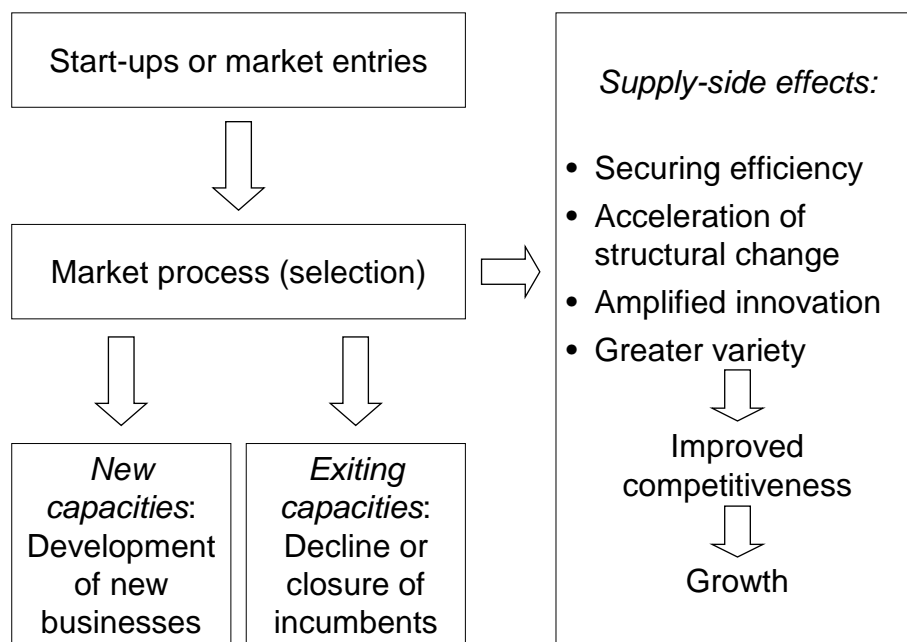 Start-ups or market entries
Market process (selection)
New
capacities:
Development
of new
businesses
Exiting
capacities:
Decline or
closure of
incumbents
Supply-side effects:
• Securing efficiency
• Acceleration of
structural change
• Amplified innovation
• Greater variety
Improved
competitiveness
Growth